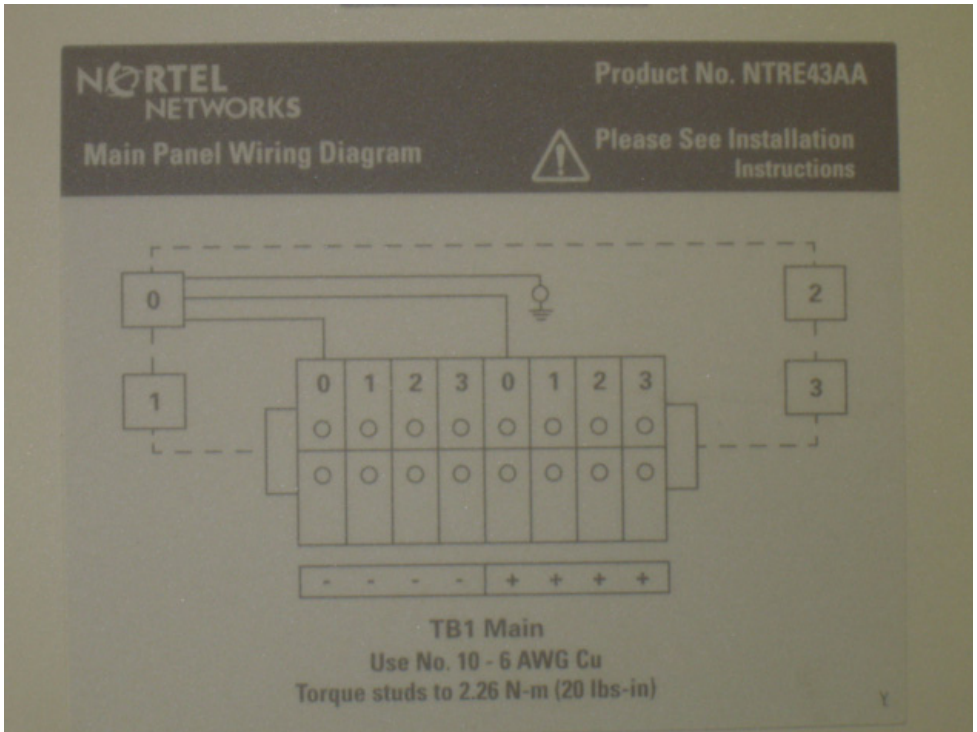 NORTEL
NETWORKS
Product No. NTRE43AA
Main Panel Wiring Diagram
Please See Installation
Instructions
0
2
1
3
0 1 2 3 0 1 2 3
- - - - + + + +
TB1 Main
Use No. 10 - 6 AWG Cu
Torque studs to 2.26 N-m (20 lbs-in)
Y